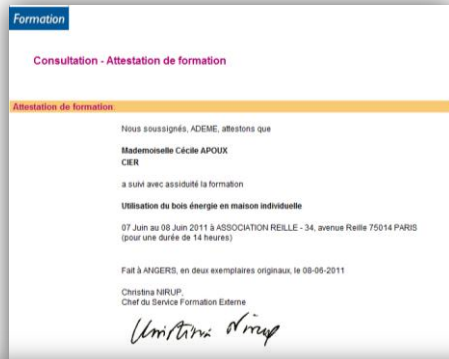 Formation
Consultation - Attestation de formation
Attestation de formation
Nous soussignés, ADEME, attestons que
Mademoiselle Cécile APOUX
CIER
a suivi avec assiduité la formation
Utilisation du bois énergie en maison individuelle
07 Juin au 08 Juin 2011 à ASSOCIATION REILLE - 34, avenue Reille 75014 PARIS
(pour une durée de 14 heures)
Fait à ANGERS, en deux exemplaires originaux, le 08-06-2011
Christina NIRUP,
Chef du Service Formation Externe
Christina Nirup